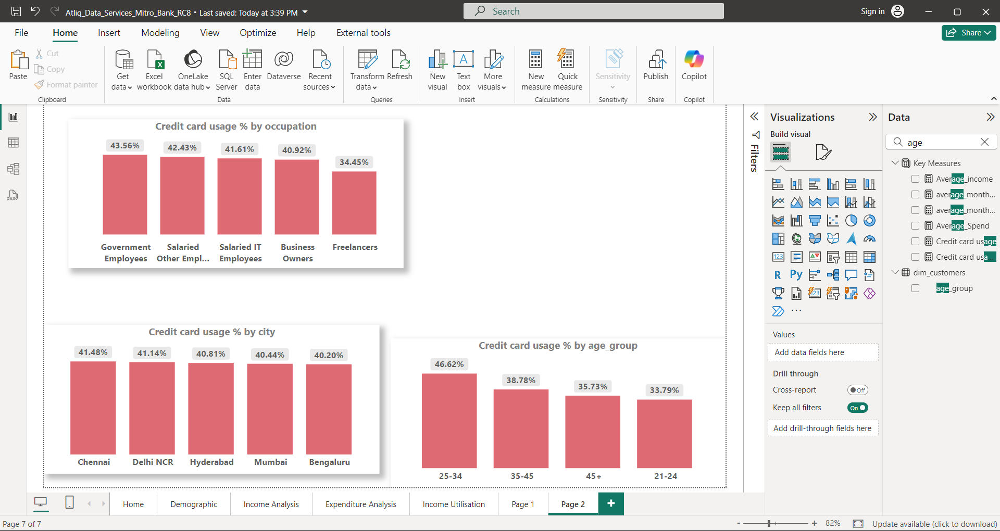 Atliq_Data_Services_Mitro_Bank_RC8 • Last saved: Today at 3:39 PM
Search
Sign in
File Home Insert Modeling View Optimize Help External tools
Share
Paste
Cut
Copy
Format painter
Clipboard
Get data
Excel workbook
OneLake data hub
SQL Server
Enter data
Dataverse
Recent sources
Data
Transform data
Refresh
Queries
New visual
Text box
More visuals
Insert
New measure
Quick measure
Calculations
Sensitivity
Sensitivity
Publish
Share
Copilot
Copilot
Credit card usage % by occupation
43.56% 42.43% 41.61% 40.92% 34.45%
Government Employees
Salaried Other Empl...
Salaried IT Employees
Business Owners
Freelancers
Credit card usage % by city
41.48% 41.14% 40.81% 40.44% 40.20%
Chennai Delhi NCR Hyderabad Mumbai Bengaluru
Credit card usage % by age_group
46.62% 38.78% 35.73% 33.79%
25-34 35-45 45+ 21-24
Filters
Visualizations
Build visual
123
R Py
123
Values
Add data fields here
Drill through
Cross-report
Off
Keep all filters
On
Add drill-through fields here
Data
age
Key Measures
Average_income
average_month...
average_month...
Average_Spend
Credit card usage
Credit card usa...
dim_customers
age_group
DAX
Home Demographic Income Analysis Expenditure Analysis Income Utilisation Page 1 Page 2 +
Page 7 of 7
- + 82%
Update available (click to download)